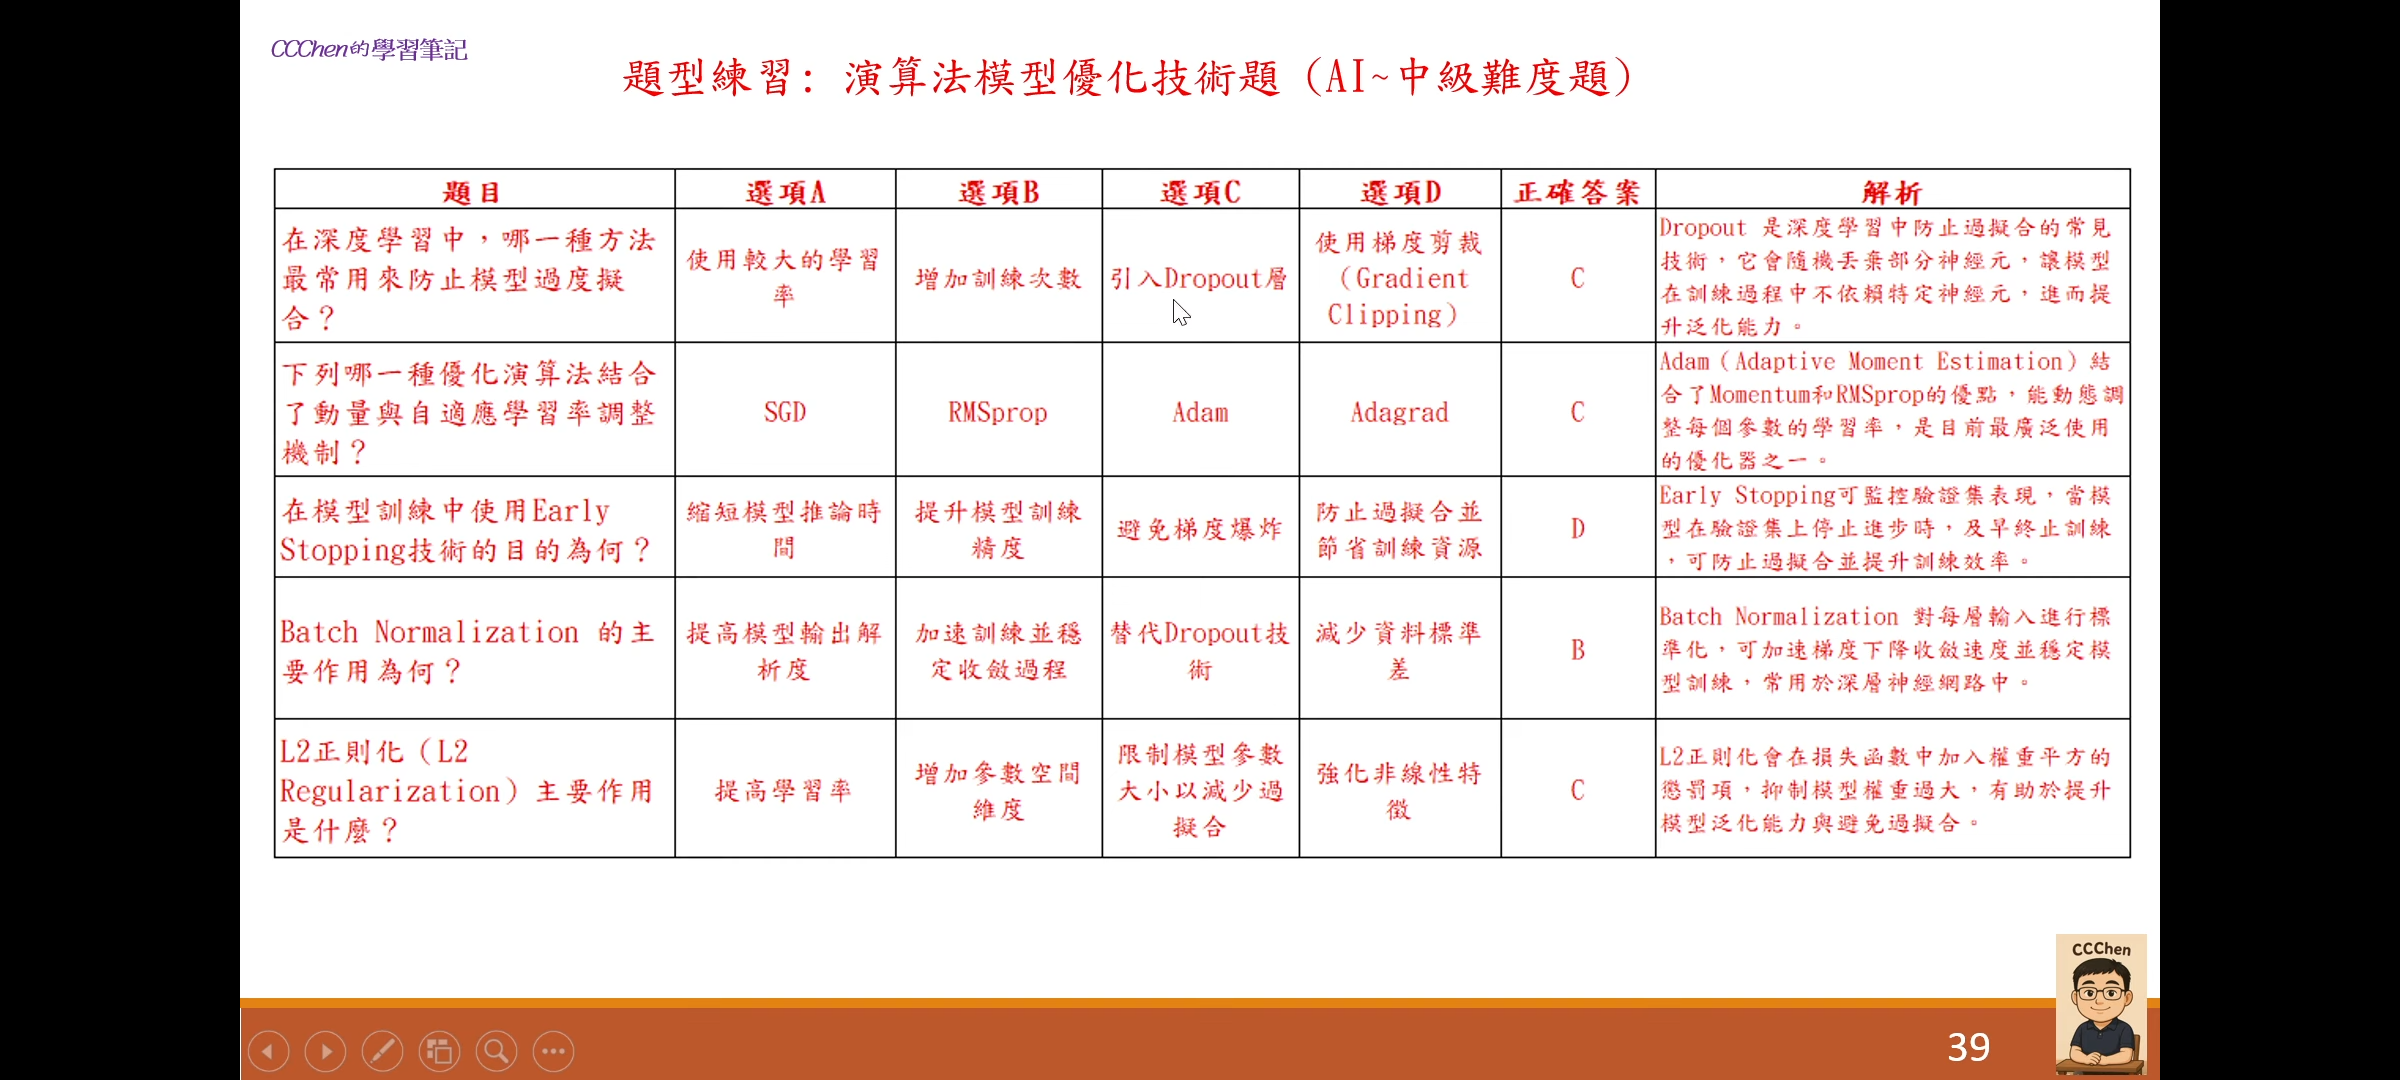 CCChen的學習筆記
題型練習: 演算法模型優化技術題 (AI~中級難度題)
題目 選項A 選項B 選項C 選項D 正確答案 解析
在深度學習中，哪一種方法
最常用來防止模型過度擬
合？
使用較大的學習
率
增加訓練次數
引入Dropout層
使用梯度剪裁
（Gradient
Clipping）
C
Dropout 是深度學習中防止過擬合的常見
技術，它會隨機丟棄部分神經元，讓模型
在訓練過程中不依賴特定神經元，進而提
升泛化能力。
下列哪一種優化演算法結合
了動量與自適應學習率調整
機制？
SGD
RMSprop
Adam
Adagrad
C
Adam（Adaptive Moment Estimation）結
合了Momentum和RMSprop的優點，能動態調
整每個參數的學習率，是目前最廣泛使用
的優化器之一。
在模型訓練中使用Early
Stopping技術的目的為何？
縮短模型推論時
間
提升模型訓練
精度
避免梯度爆炸
防止過擬合並
節省訓練資源
D
Early Stopping可監控驗證集表現，當模
型在驗證集上停止進步時，及早終止訓練
，可防止過擬合並提升訓練效率。
Batch Normalization 的主
要作用為何？
提高模型輸出解
析度
加速訓練並穩
定收斂過程
替代Dropout技
術
減少資料標準
差
B
Batch Normalization 對每層輸入進行標
準化，可加速梯度下降收斂速度並穩定模
型訓練，常用於深層神經網路中。
L2正則化（L2
Regularization）主要作用
是什麼？
提高學習率
增加參數空間
維度
限制模型參數
大小以減少過
擬合
強化非線性特
徵
C
L2正則化會在損失函數中加入權重平方的
懲罰項，抑制模型權重過大，有助於提升
模型泛化能力與避免過擬合。
CCChen
39